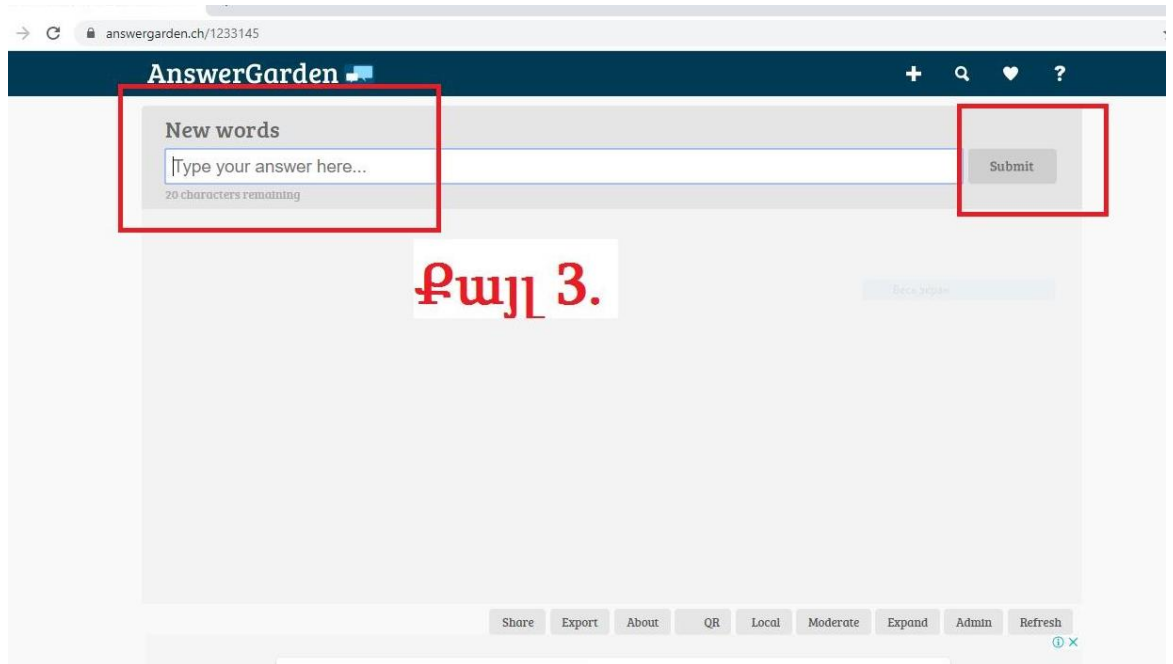 answergarden.ch/1233145
AnswerGarden
?
New words
Type your answer here...
Submit
20 characters remaining
Քայլ 3.
Share Export About QR Local Moderate Expand Admin Refresh